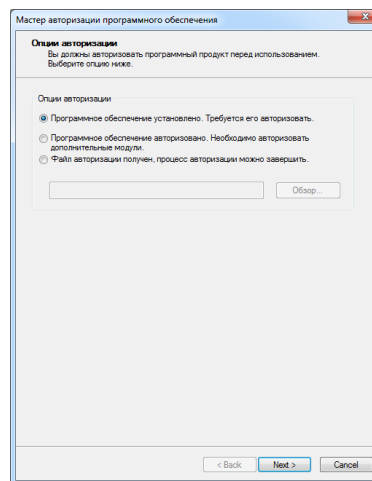 Мастер авторизации программного обеспечения
Опции авторизации
Вы должны авторизовать программный продукт перед использованием.
Выберите опцию ниже.
Опции авторизации
Программное обеспечение установлено. Требуется его авторизовать.
Программное обеспечение авторизовано. Необходимо авторизовать
дополнительные модули.
Файл авторизации получен, процесс авторизации можно завершить.
Обзор...
< Back Next > Cancel